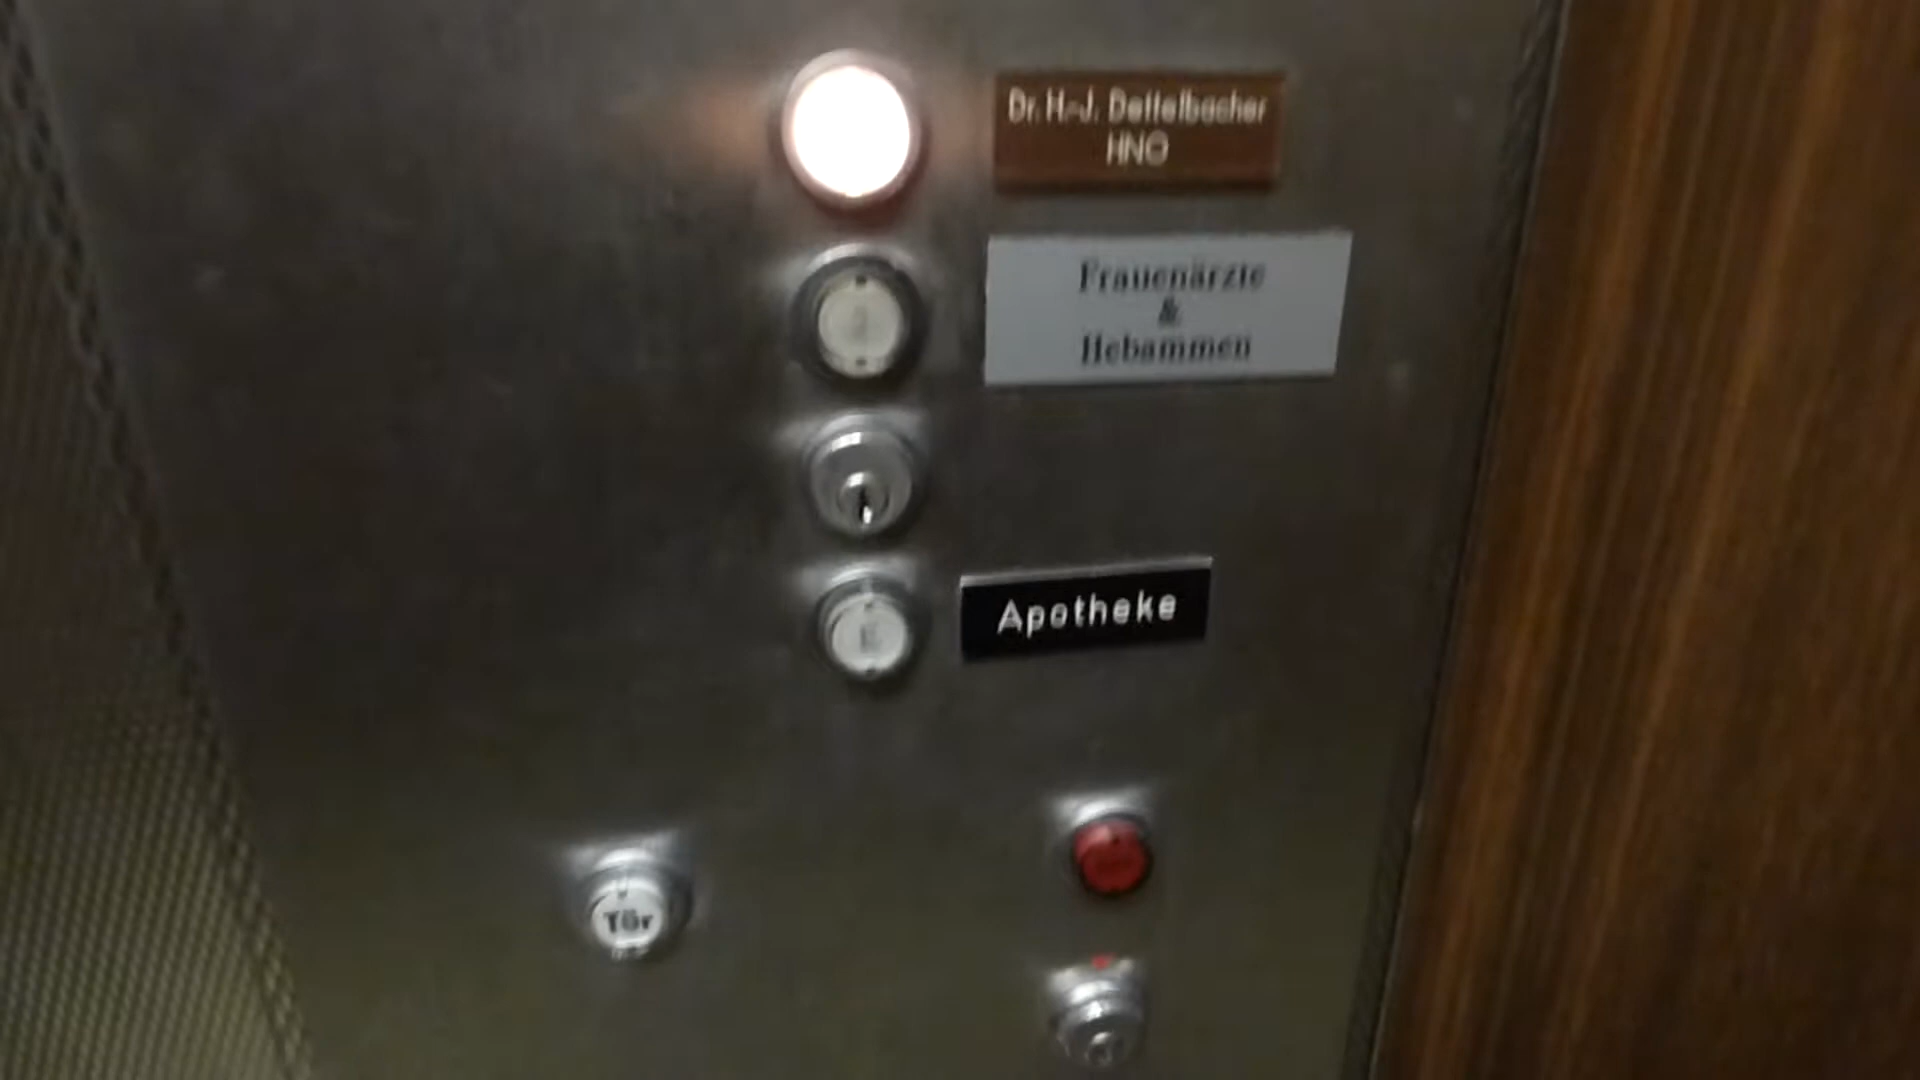 Dr. H.-J. Dettelbacher
HNO
Frauenärzte
&
Hebammen
E
Apotheke
Tür